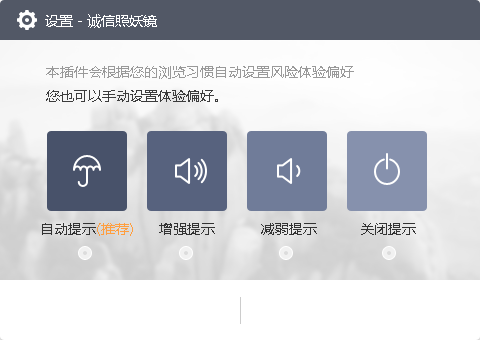 设置 - 诚信照妖镜
本插件会根据您的浏览习惯自动设置风险体验偏好
您也可以手动设置体验偏好。
自动提示(推荐) 增强提示 减弱提示 关闭提示